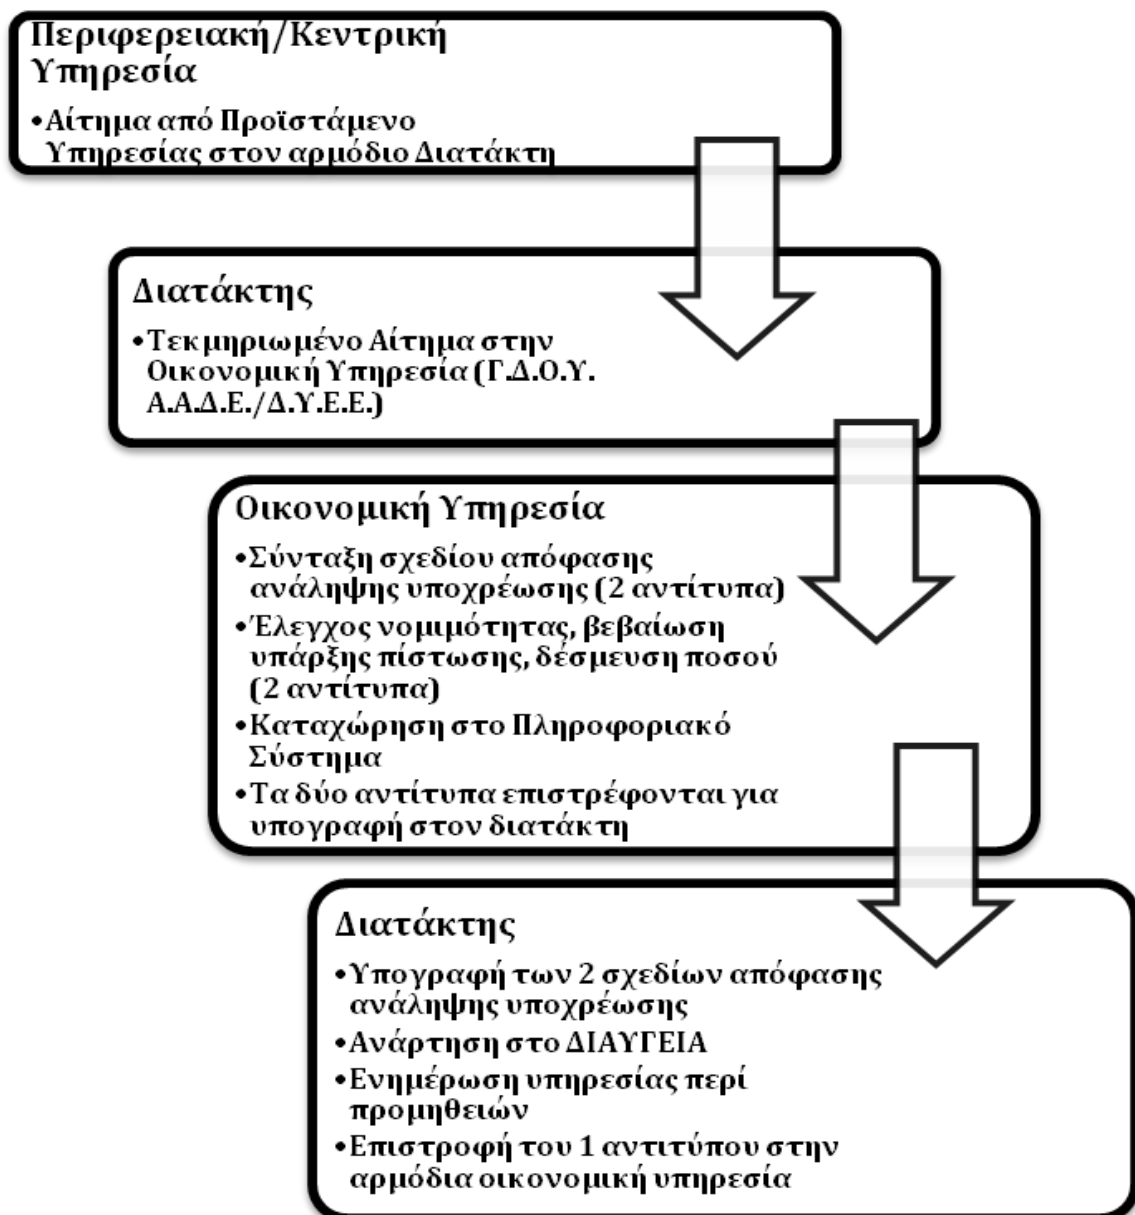 Περιφερειακή/Κεντρική
Υπηρεσία
•Αίτημα από Προϊστάμενο
Υπηρεσίας στον αρμόδιο Διατάκτη
Διατάκτης
•Τεκμηριωμένο Αίτημα στην
Οικονομική Υπηρεσία (Γ.Δ.Ο.Υ.
Α.Α.Δ.Ε./Δ.Υ.Ε.Ε.)
Οικονομική Υπηρεσία
•Σύνταξη σχεδίου απόφασης
ανάληψης υποχρέωσης (2 αντίτυπα)
•Έλεγχος νομιμότητας, βεβαίωση
υπάρξης πίστωσης, δέσμευση ποσού
(2 αντίτυπα)
•Καταχώρηση στο Πληροφοριακό
Σύστημα
•Τα δύο αντίτυπα επιστρέφονται για
υπογραφή στον διατάκτη
Διατάκτης
•Υπογραφή των 2 σχεδίων απόφασης
ανάληψης υποχρέωσης
•Ανάρτηση στο ΔΙΑΥΓΕΙΑ
•Ενημέρωση υπηρεσίας περί
προμηθειών
•Επιστροφή του 1 αντιτύπου στην
αρμόδια οικονομική υπηρεσία